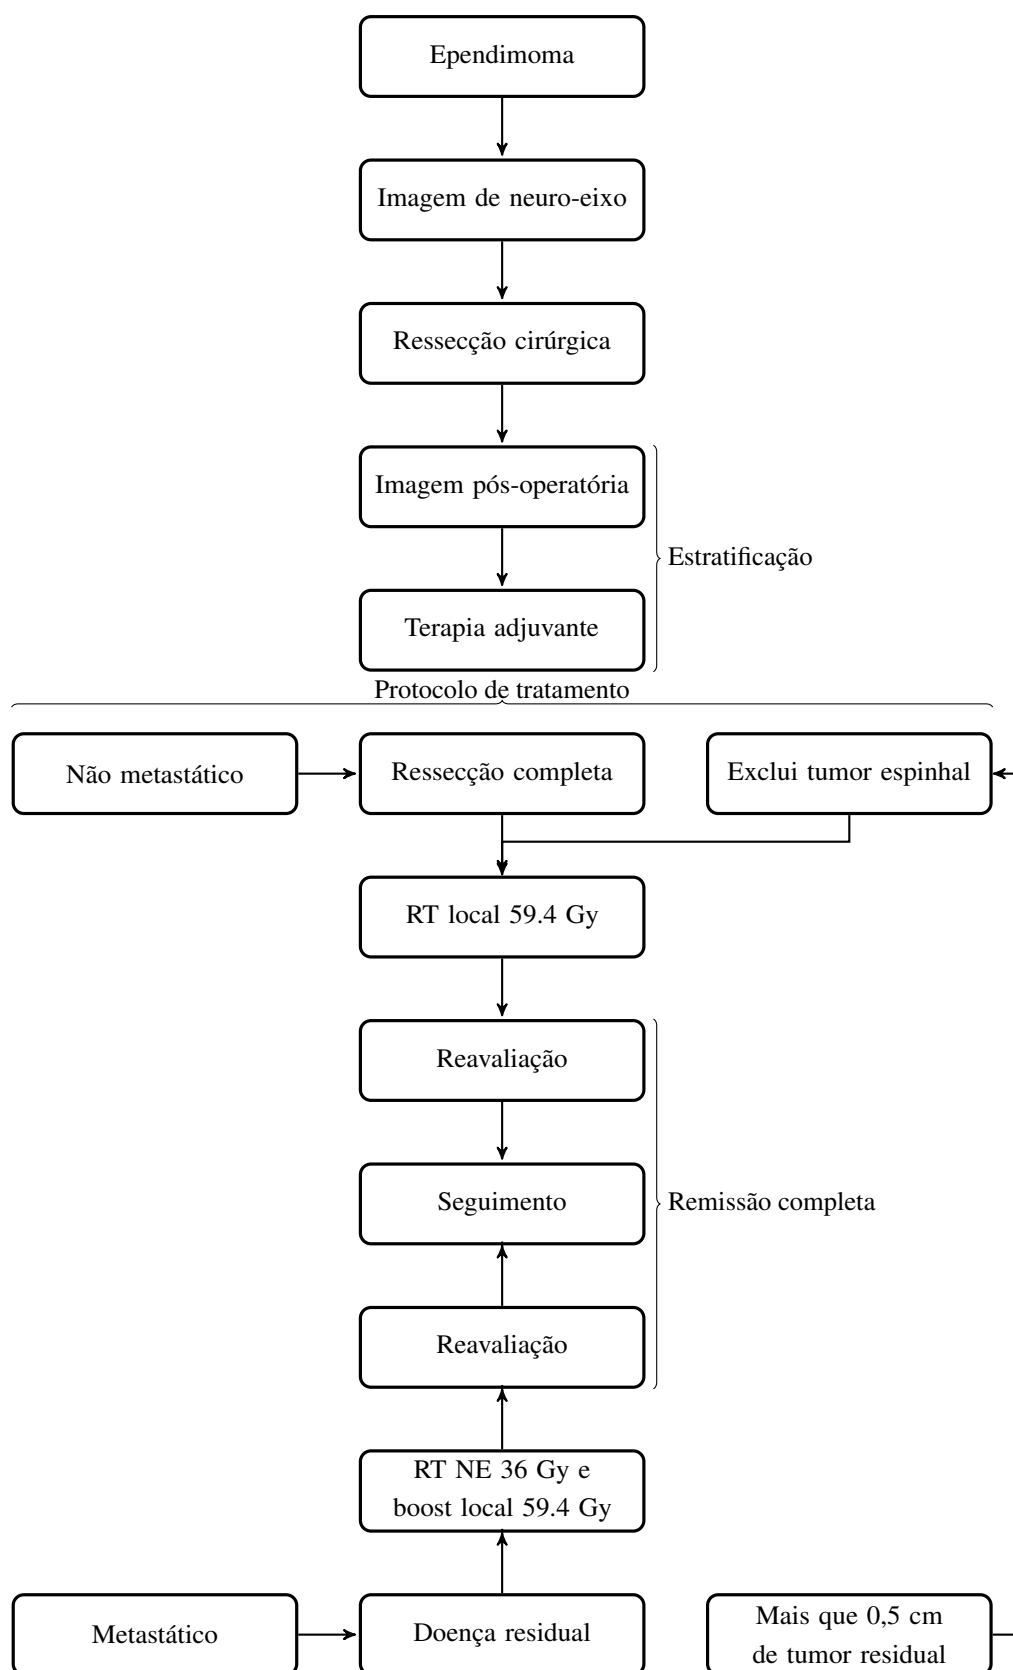 Ependimoma
Imagem de neuro-eixo
Ressecção cirúrgica
Imagem pós-operatória
Estratificação
Terapia adjuvante
Protocolo de tratamento
Não metastático
Ressecção completa
Exclui tumor espinhal
RT local 59.4 Gy
Reavaliação
Seguimento
Remissão completa
Reavaliação
RT NE 36 Gy e
boost local 59.4 Gy
Metastático
Doença residual
Mais que 0,5 cm
de tumor residual